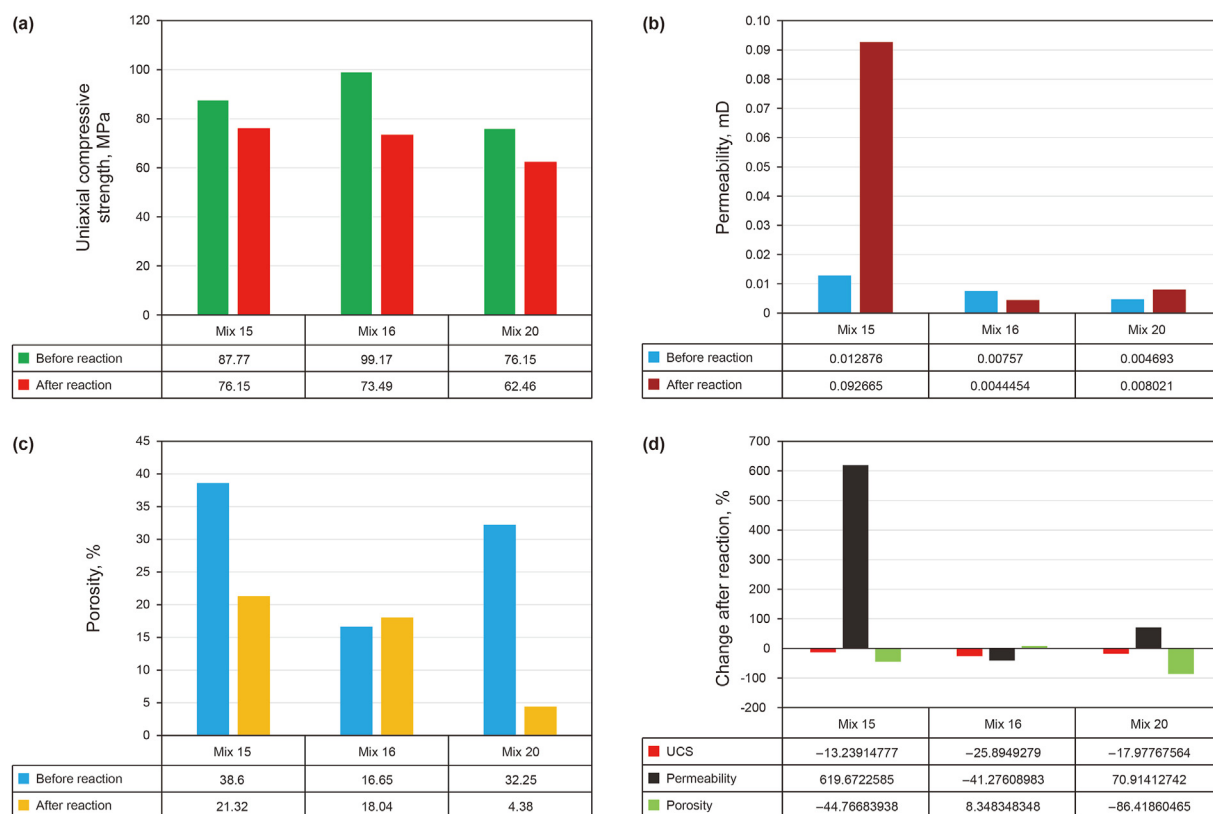 (a)
Uniaxial compressive
strength, MPa
120
100
80
60
40
20
0
Mix 15 Mix 16 Mix 20
Before reaction 87.77 99.17 76.15
After reaction 76.15 73.49 62.46
(b)
Permeability, mD
0.10
0.09
0.08
0.07
0.06
0.05
0.04
0.03
0.02
0.01
0
Mix 15 Mix 16 Mix 20
Before reaction 0.012876 0.00757 0.004693
After reaction 0.092665 0.0044454 0.008021
(c)
Porosity, %
45
40
35
30
25
20
15
10
5
0
Mix 15 Mix 16 Mix 20
Before reaction 38.6 16.65 32.25
After reaction 21.32 18.04 4.38
(d)
Change after reaction, %
700
600
500
400
300
200
100
0
-100
-200
Mix 15 Mix 16 Mix 20
UCS −13.23914777 −25.8949279 −17.97767564
Permeability 619.6722585 −41.27608983 70.91412742
Porosity −44.76683938 8.348348348 −86.41860465